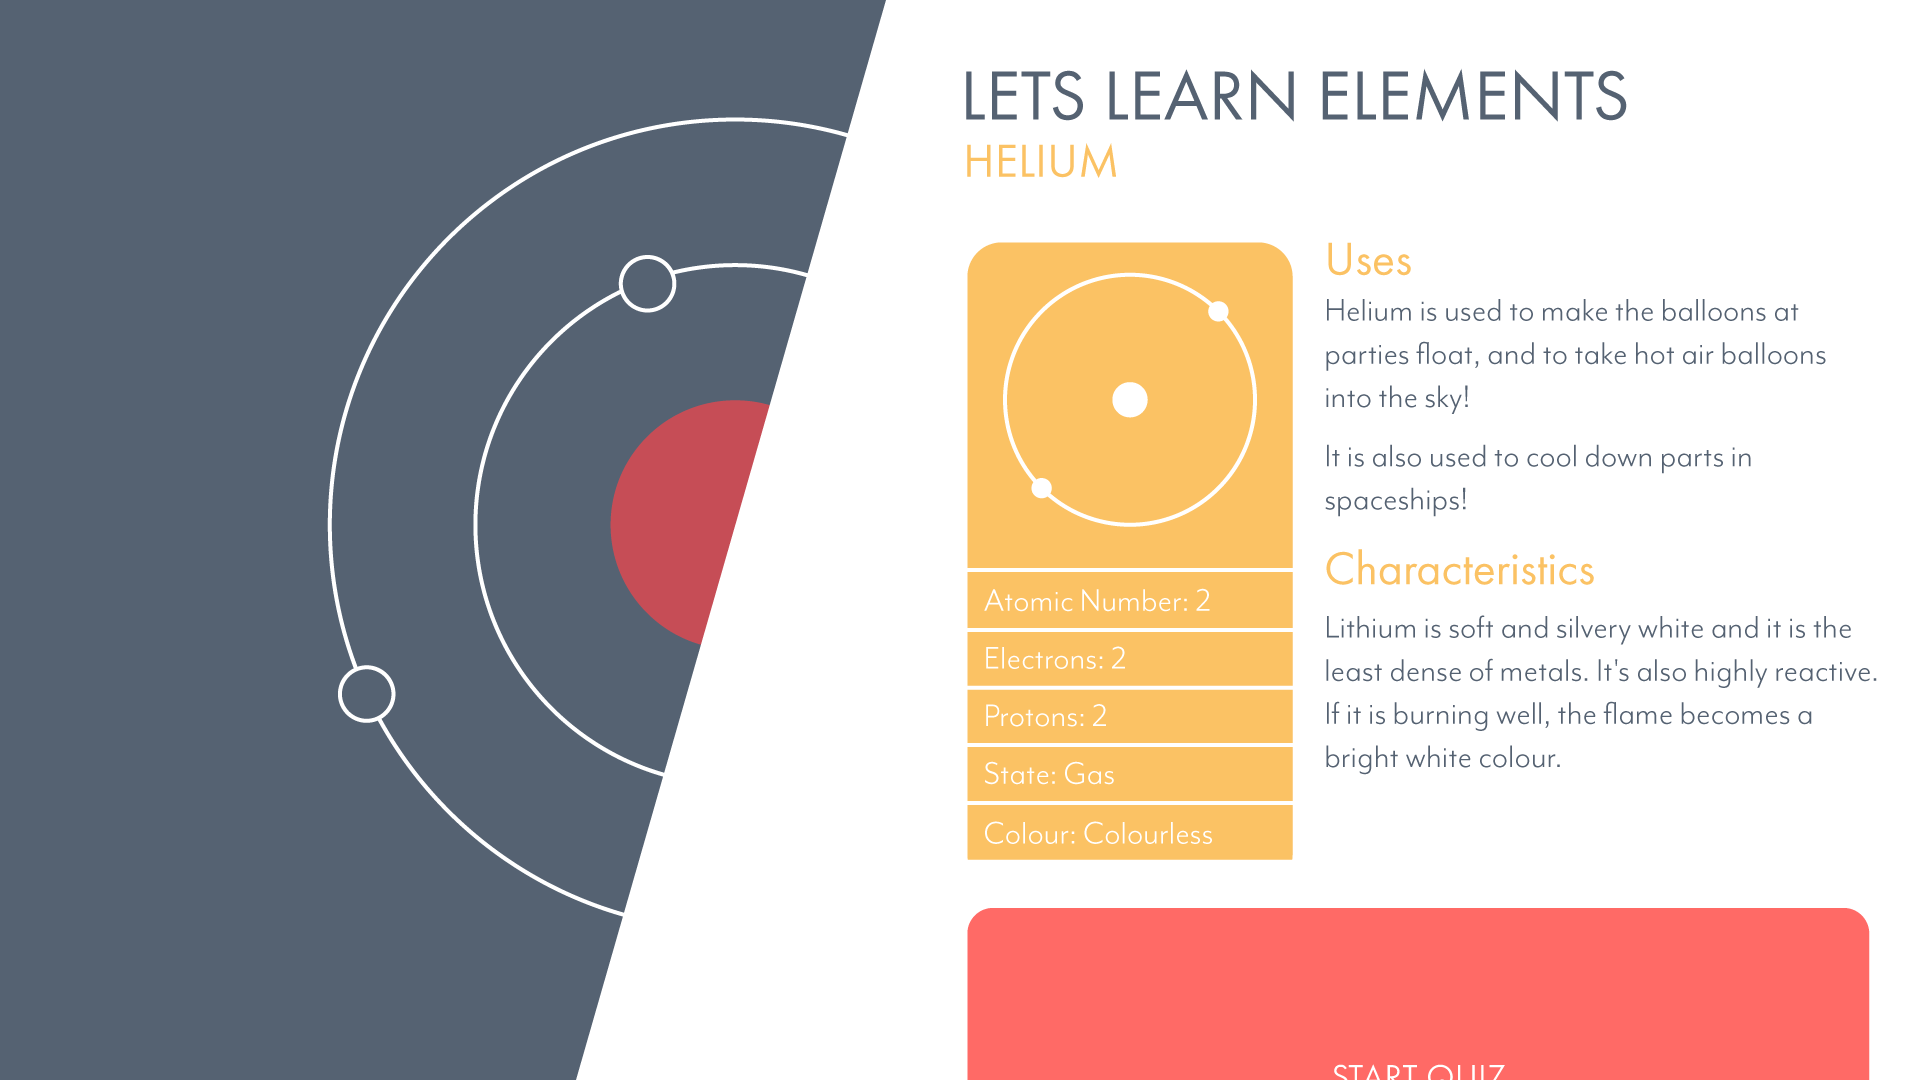 LETS LEARN ELEMENTS
HELIUM
Atomic Number: 2
Electrons: 2
Protons: 2
State: Gas
Colour: Colourless
Uses
Helium is used to make the balloons at
parties float, and to take hot air balloons
into the sky!
It is also used to cool down parts in
spaceships!
Characteristics
Lithium is soft and silvery white and it is the
least dense of metals. It's also highly reactive.
If it is burning well, the flame becomes a
bright white colour.
START QUIZ